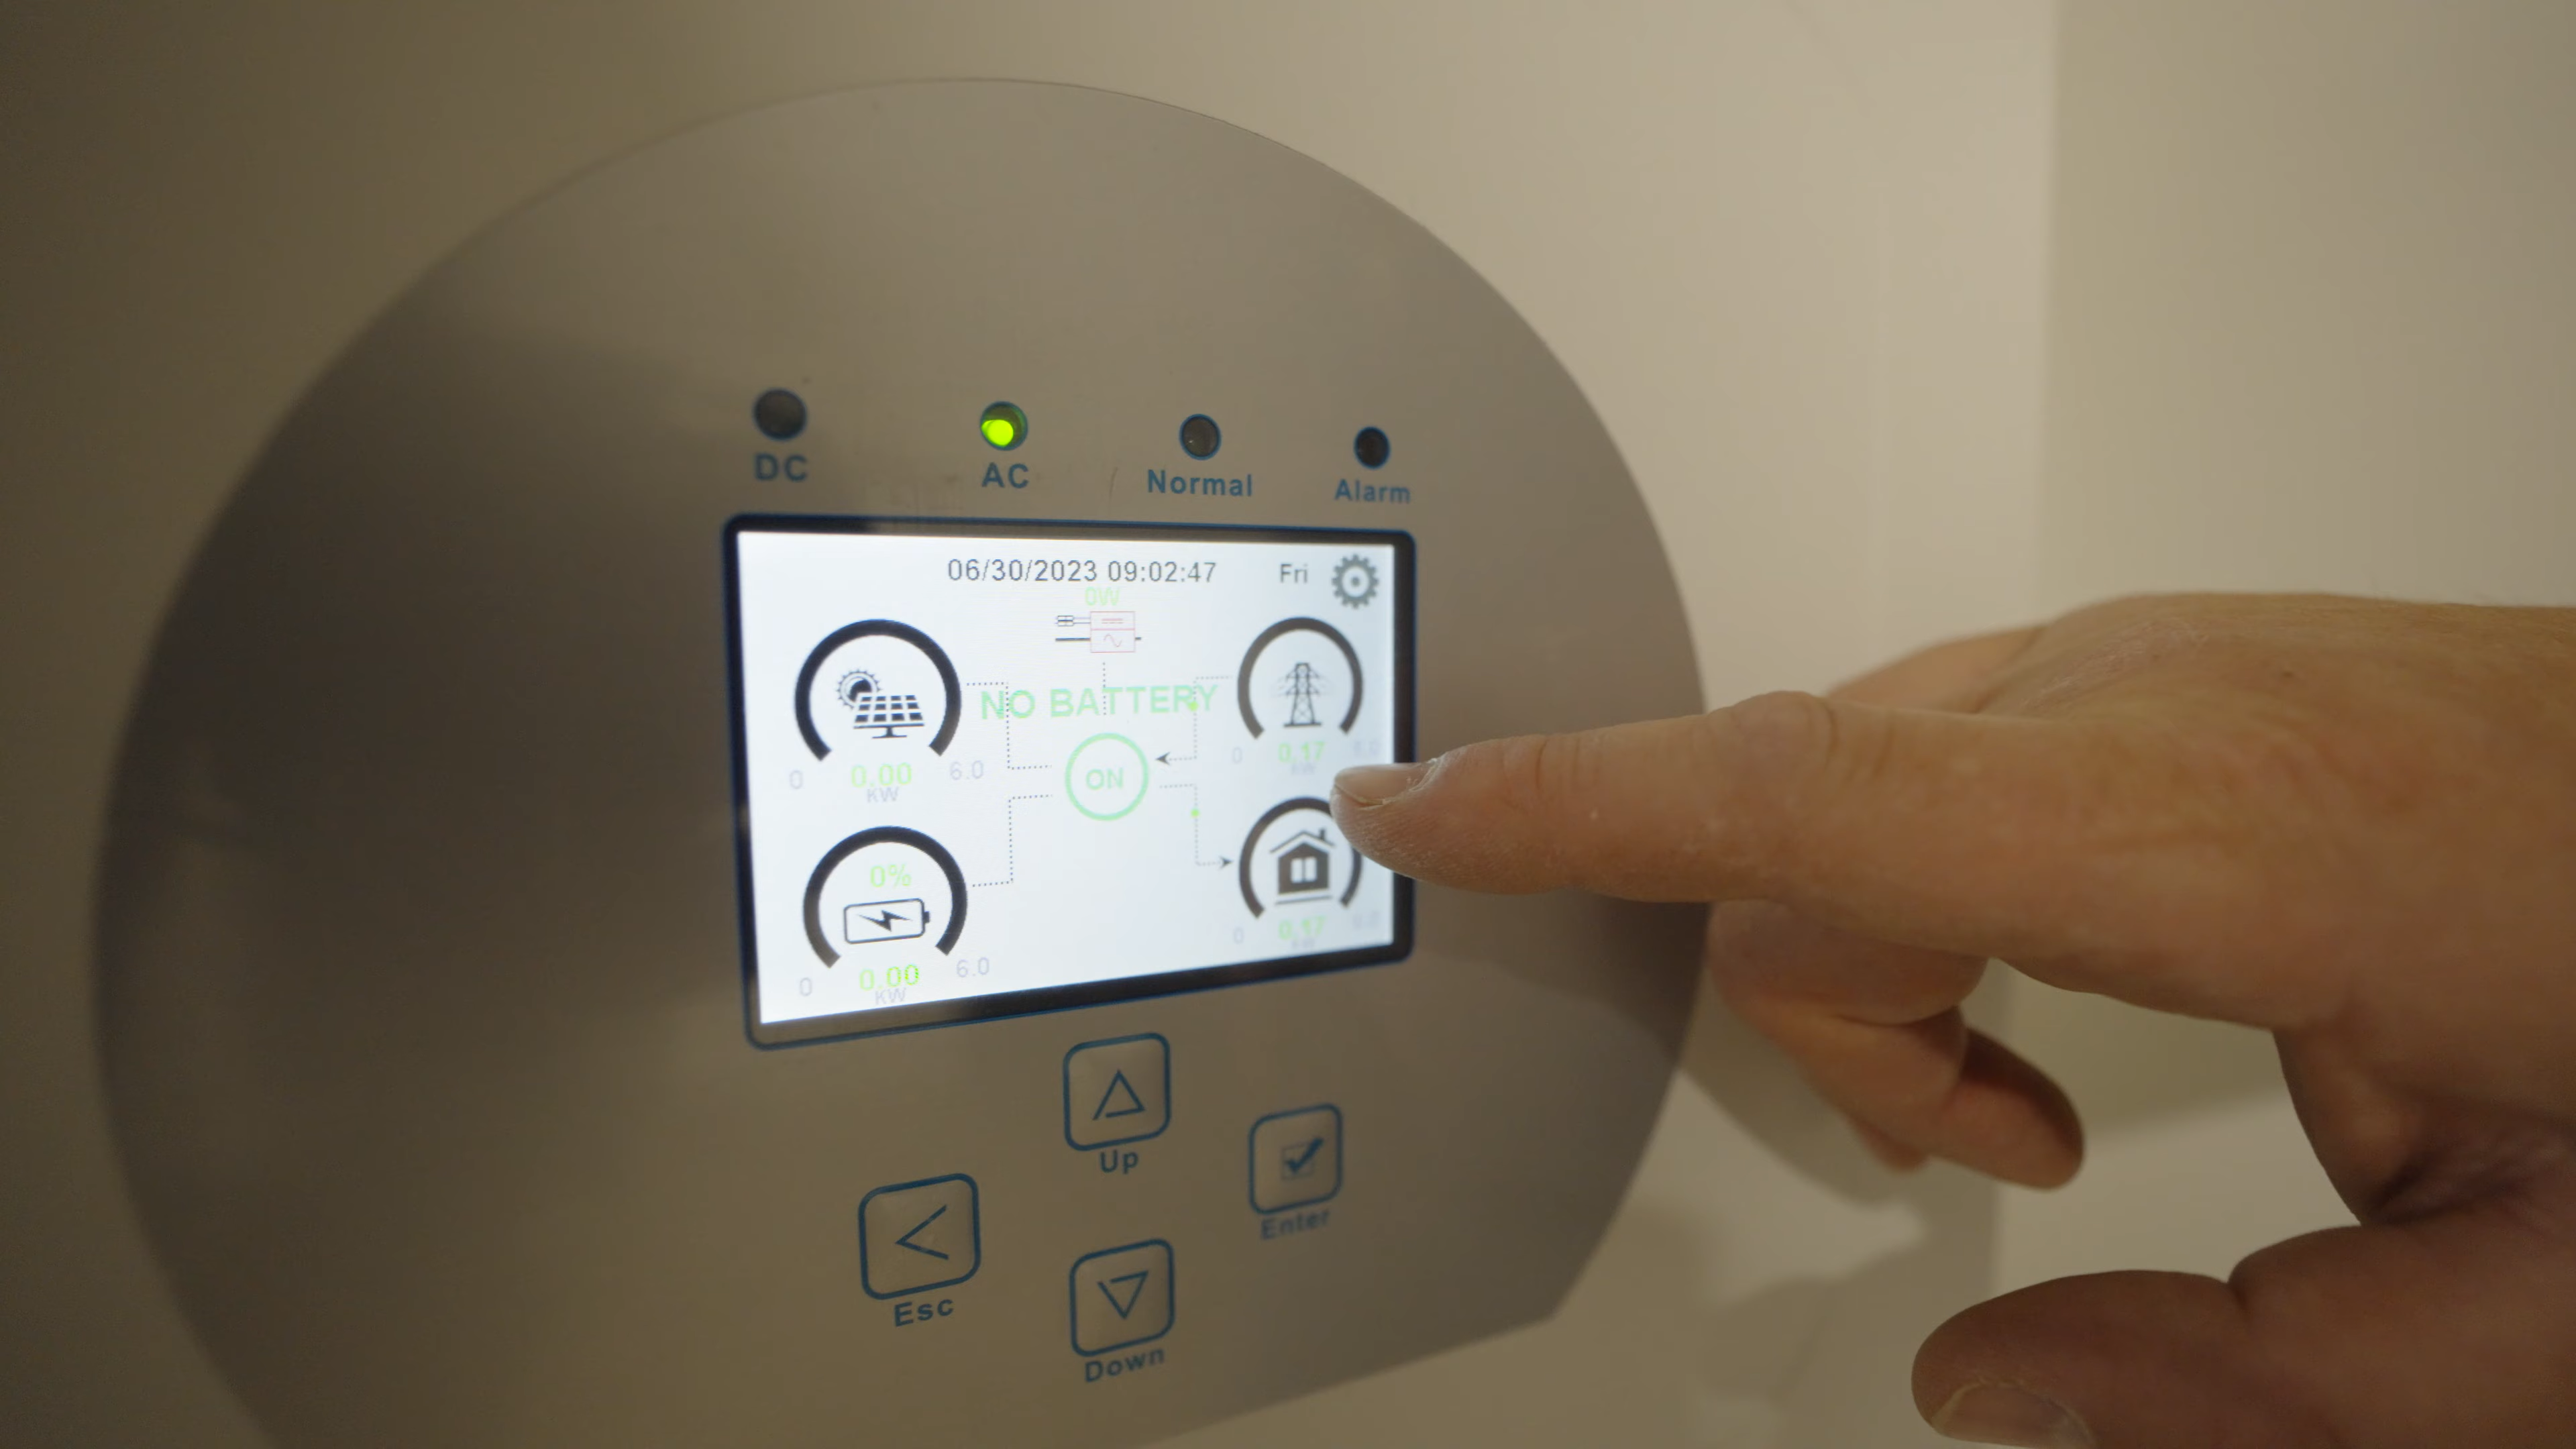 DC
AC
Normal
Alarm
06/30/2023 09:02:47 Fri
0W
NO BATTERY
0 0.00 6.0
KW
0 0.17
KW
ON
0%
0 0.00 6.0
KW
0 0.17
KW
Up
Enter
Esc
Down